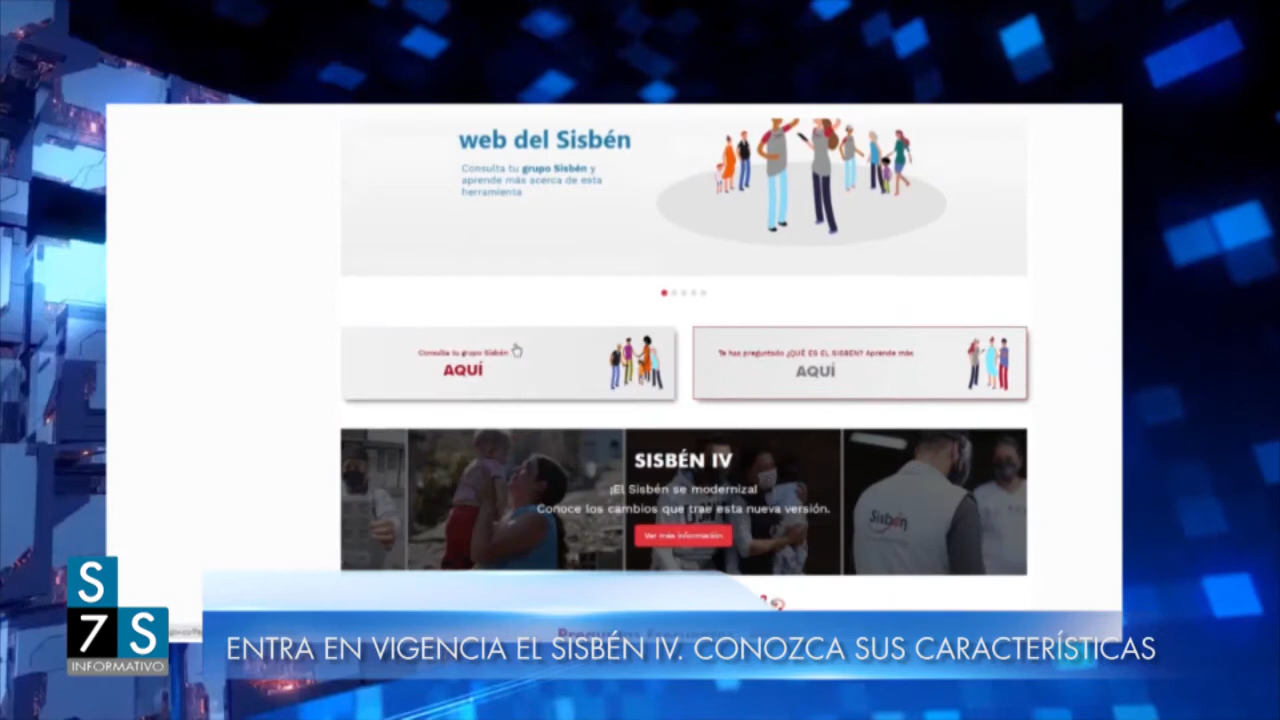 web del Sisbén
Consulta tu grupo Sisbén y
aprende más acerca de esta
herramienta
Consulta tu grupo Sisbén
AQUÍ
Te has preguntado ¿QUÉ ES EL SISBÉN? Aprende más
AQUÍ
SISBÉN IV
¡El Sisbén se moderniza!
Conoce los cambios que trae esta nueva versión.
Ver más información
Sisbén
S
7 S
INFORMATIVO
ENTRA EN VIGENCIA EL SISBÉN IV. CONOZCA SUS CARACTERÍSTICAS